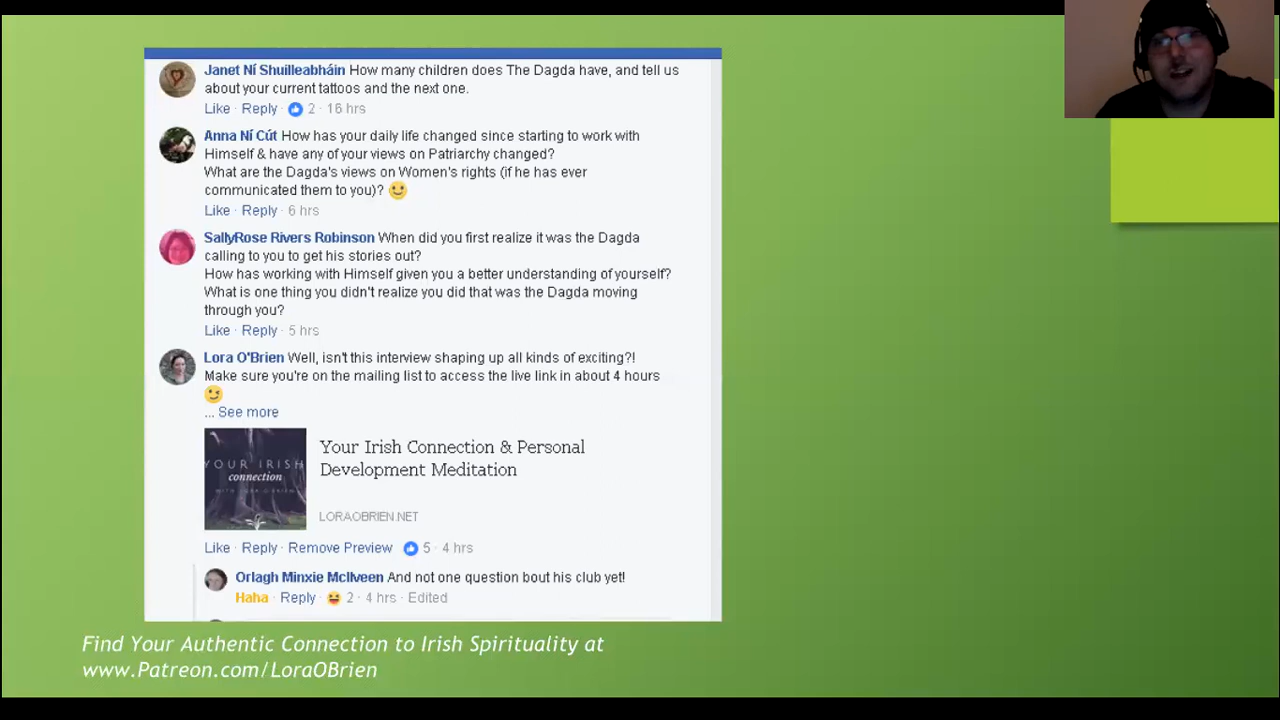 Janet Ní Shuilleabháin How many children does The Dagda have, and tell us
about your current tattoos and the next one.
Like · Reply · 2 · 16 hrs
Anna Ní Cút How has your daily life changed since starting to work with
Himself & have any of your views on Patriarchy changed?
What are the Dagda's views on Women's rights (if he has ever
communicated them to you)?
Like · Reply · 6 hrs
SallyRose Rivers Robinson When did you first realize it was the Dagda
calling to you to get his stories out?
How has working with Himself given you a better understanding of yourself?
What is one thing you didn't realize you did that was the Dagda moving
through you?
Like · Reply · 5 hrs
Lora O'Brien Well, isn't this interview shaping up all kinds of exciting?!
Make sure you're on the mailing list to access the live link in about 4 hours
... See more
YOUR IRISH
connection
WITH LORA O'BRIEN
Your Irish Connection & Personal
Development Meditation
LORAOBRIEN.NET
Like · Reply · Remove Preview · 5 · 4 hrs
Orlagh Minxie McIlveen And not one question bout his club yet!
Haha · Reply · 2 · 4 hrs · Edited
Find Your Authentic Connection to Irish Spirituality at
www.Patreon.com/LoraOBrien